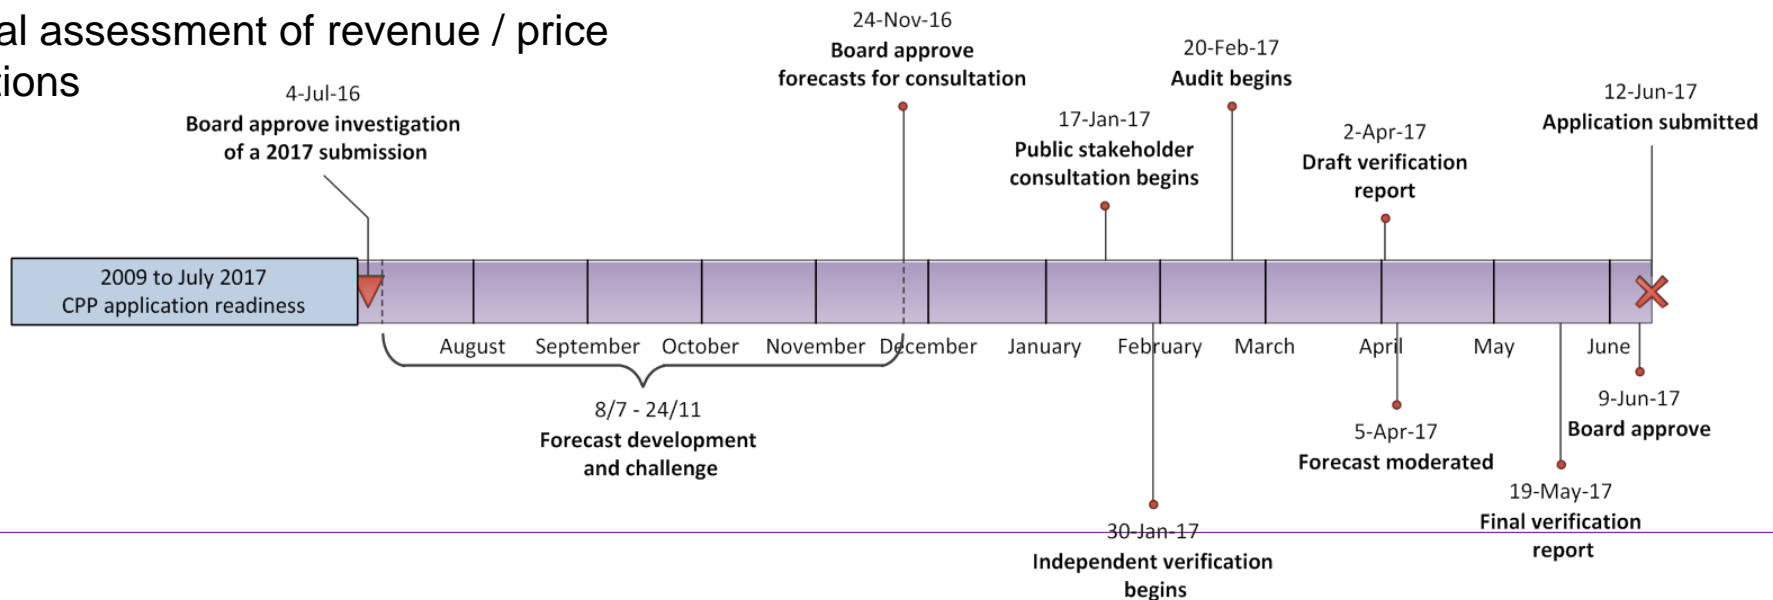 al assessment of revenue / price
tions
4-Jul-16
Board approve investigation
of a 2017 submission
24-Nov-16
Board approve
forecasts for consultation
17-Jan-17
Public stakeholder
consultation begins
20-Feb-17
Audit begins
2-Apr-17
Draft verification
report
12-Jun-17
Application submitted
2009 to July 2017
CPP application readiness
August September October November December January February March April May June
8/7 - 24/11
Forecast development
and challenge
30-Jan-17
Independent verification
begins
5-Apr-17
Forecast moderated
19-May-17
Final verification
report
9-Jun-17
Board approve